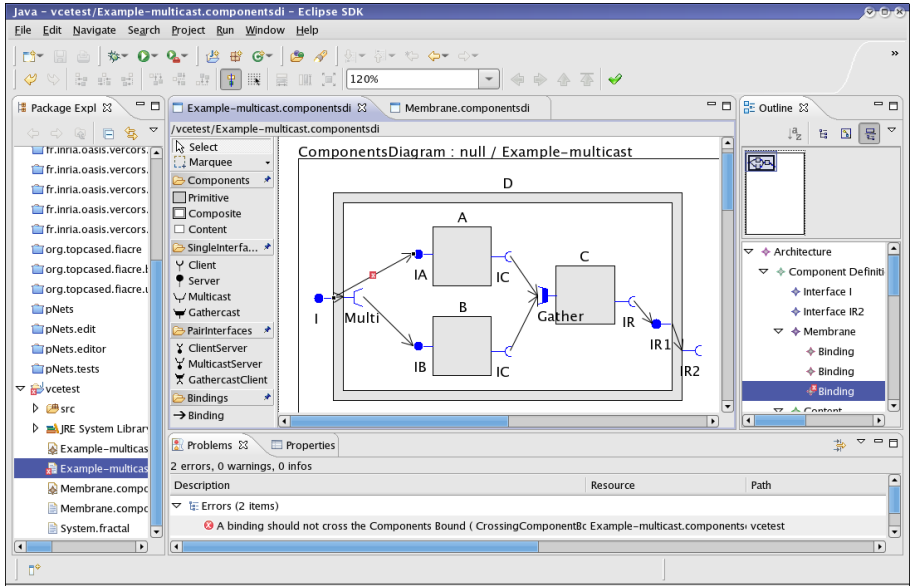 Java – vcetest/Example-multicast.componentsdi – Eclipse SDK
File Edit Navigate Search Project Run Window Help
120%
Package Expl
fr.inria.oasis.vercors.
fr.inria.oasis.vercors.
fr.inria.oasis.vercors.
fr.inria.oasis.vercors.
fr.inria.oasis.vercors.
org.topcased.fiacre
org.topcased.fiacre.
org.topcased.fiacre.
pNets
pNets.edit
pNets.editor
pNets.tests
vcetest
src
JRE System Library
Example-multicas
Example-multicas
Membrane.compo
Membrane.compo
System.fractal
Example-multicast.componentsdi
Membrane.componentsdi
/vcetest/Example-multicast.componentsdi
Select
Marquee
Components
Primitive
Composite
Content
SingleInterfa...
Client
Server
Multicast
Gathercast
PairInterfaces
ClientServer
MulticastServer
GathercastClient
Bindings
Binding
ComponentsDiagram : null / Example-multicast
D
A
C
IA
IC
I
Multi
B
Gather
IR
IB
IC
IR1
IR2
Outline
Architecture
Component Definiti
Interface I
Interface IR2
Membrane
Binding
Binding
Binding
Content
Problems
Properties
2 errors, 0 warnings, 0 infos
Description Resource Path
Errors (2 items)
A binding should not cross the Components Bound ( CrossingComponentBc Example-multicast.components vcetest